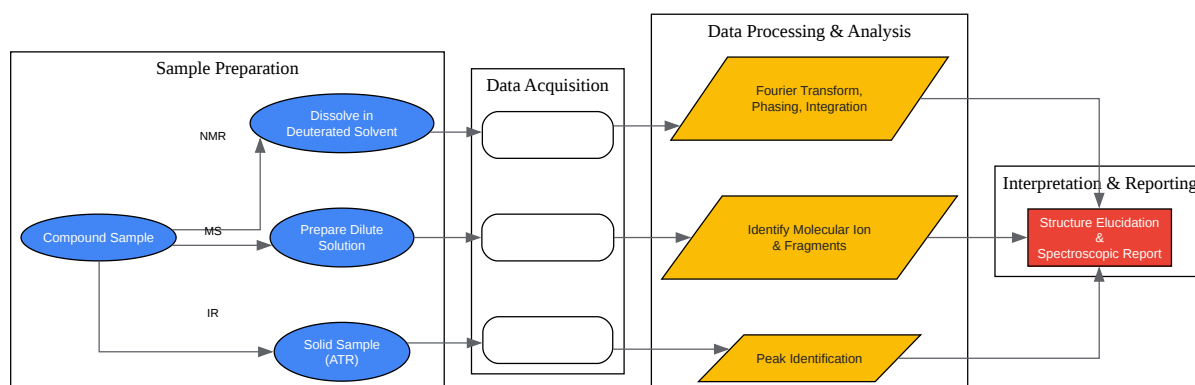 Sample Preparation
Data Acquisition
Data Processing & Analysis
Interpretation & Reporting
NMR
MS
IR
Compound Sample
Dissolve in
Deuterated Solvent
Prepare Dilute
Solution
Solid Sample
(ATR)
Fourier Transform,
Phasing, Integration
Identify Molecular Ion
& Fragments
Peak Identification
Structure Elucidation
&
Spectroscopic Report